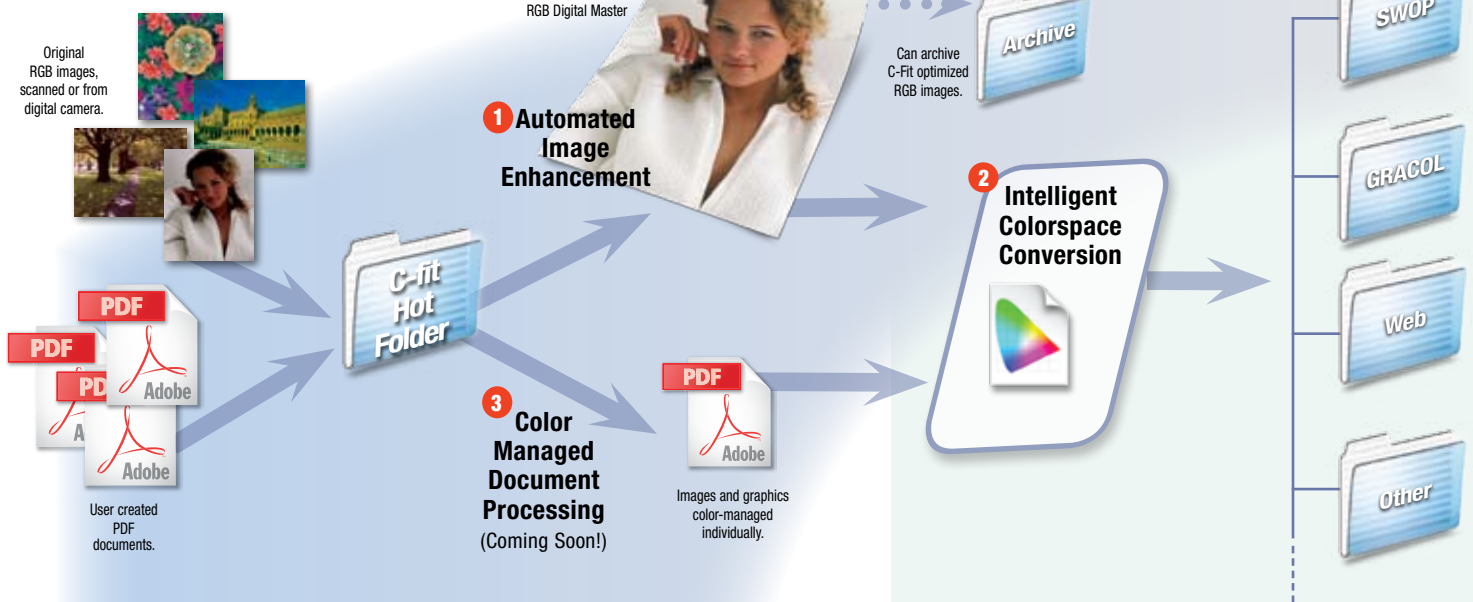 RGB Digital Master
Original
RGB images,
scanned or from
digital camera.
Can archive
C-Fit optimized
RGB images.
Archive
SWOP
1 Automated
Image
Enhancement
2 Intelligent
Colorspace
Conversion
GRACOL
C-fit
Hot
Folder
PDF
Adobe
PDF
PD
A
PDF
Adobe
Adobe
Web
3 Color
Managed
Document
Processing
(Coming Soon!)
Images and graphics
color-managed
individually.
User created
PDF
documents.
Other